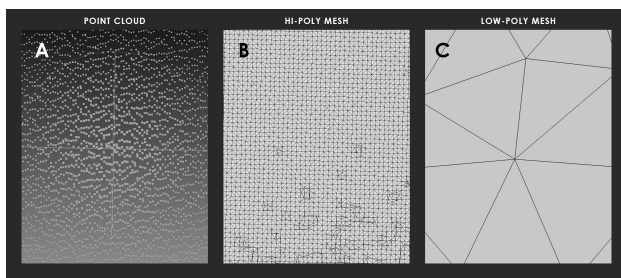 POINT CLOUD
HI-POLY MESH
LOW-POLY MESH
A
B
C